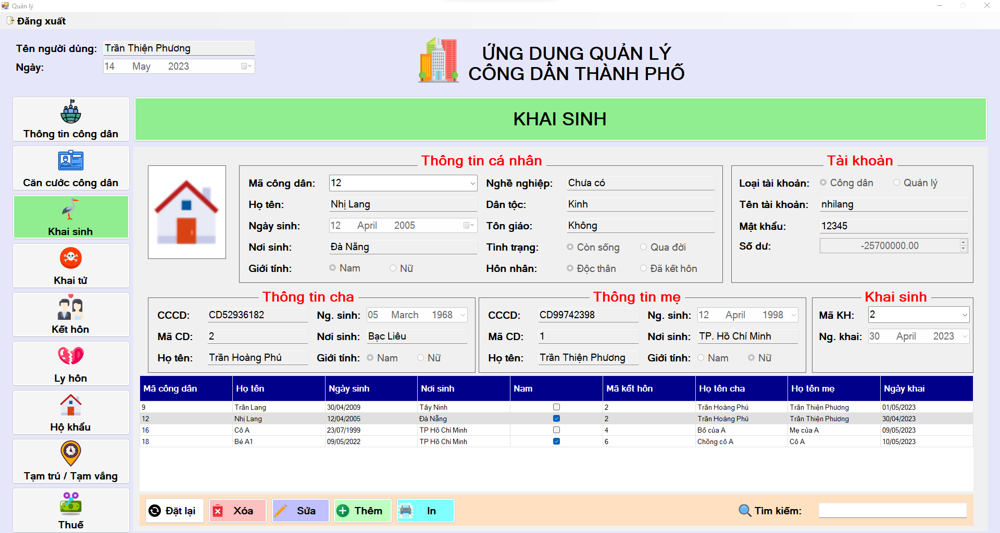 Quản lý
Đăng xuất
Tên người dùng: Trần Thiện Phương
Ngày: 14 May 2023
ỨNG DỤNG QUẢN LÝ
CÔNG DÂN THÀNH PHỐ
Thông tin công dân
Căn cước công dân
Khai sinh
Khai tử
Kết hôn
Ly hôn
Hộ khẩu
Tạm trú / Tạm vắng
Thuế
KHAI SINH
Thông tin cá nhân
Mã công dân: 12
Họ tên: Nhị Lang
Ngày sinh: 12 April 2005
Nơi sinh: Đà Nẵng
Giới tính: Nam Nữ
Nghề nghiệp: Chưa có
Dân tộc: Kinh
Tôn giáo: Không
Tình trạng: Còn sống Qua đời
Hôn nhân: Độc thân Đã kết hôn
Tài khoản
Loại tài khoản: Công dân Quản lý
Tên tài khoản: nhilang
Mật khẩu: 12345
Số dư: -25700000.00
Thông tin cha
CCCD: CD52936182 Ng. sinh: 05 March 1968
Mã CD: 2 Nơi sinh: Bạc Liêu
Họ tên: Trần Hoàng Phú Giới tính: Nam Nữ
Thông tin mẹ
CCCD: CD99742398 Ng. sinh: 12 April 1998
Mã CD: 1 Nơi sinh: TP. Hồ Chí Minh
Họ tên: Trần Thiện Phương Giới tính: Nam Nữ
Khai sinh
Mã KH: 2
Ng. khai: 30 April 2023
Mã công dân Họ tên Ngày sinh Nơi sinh Nam Mã kết hôn Họ tên cha Họ tên mẹ Ngày khai
9 Trần Lang 30/04/2009 Tây Ninh 2 Trần Hoàng Phú Trần Thiện Phương 01/05/2023
12 Nhị Lang 12/04/2005 Đà Nẵng 2 Trần Hoàng Phú Trần Thiện Phương 30/04/2023
16 Cô A 23/07/1999 TP Hồ Chí Minh 4 Bố của A Mẹ của A 09/05/2023
18 Bé A1 09/05/2022 TP Hồ Chí Minh 6 Chồng cô A Cô A 10/05/2023
Đặt lại Xóa Sửa Thêm In Tìm kiếm: